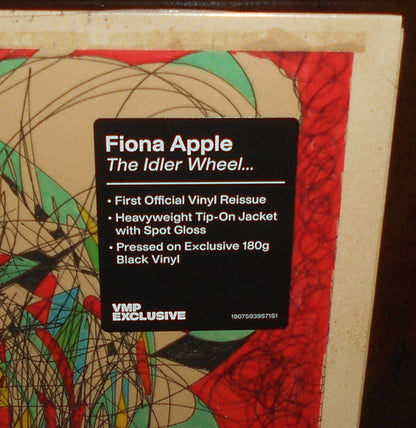 Fiona Apple
The Idler Wheel...
• First Official Vinyl Reissue
• Heavyweight Tip-On Jacket
with Spot Gloss
• Pressed on Exclusive 180g
Black Vinyl
VMP
EXCLUSIVE
19075939571S1